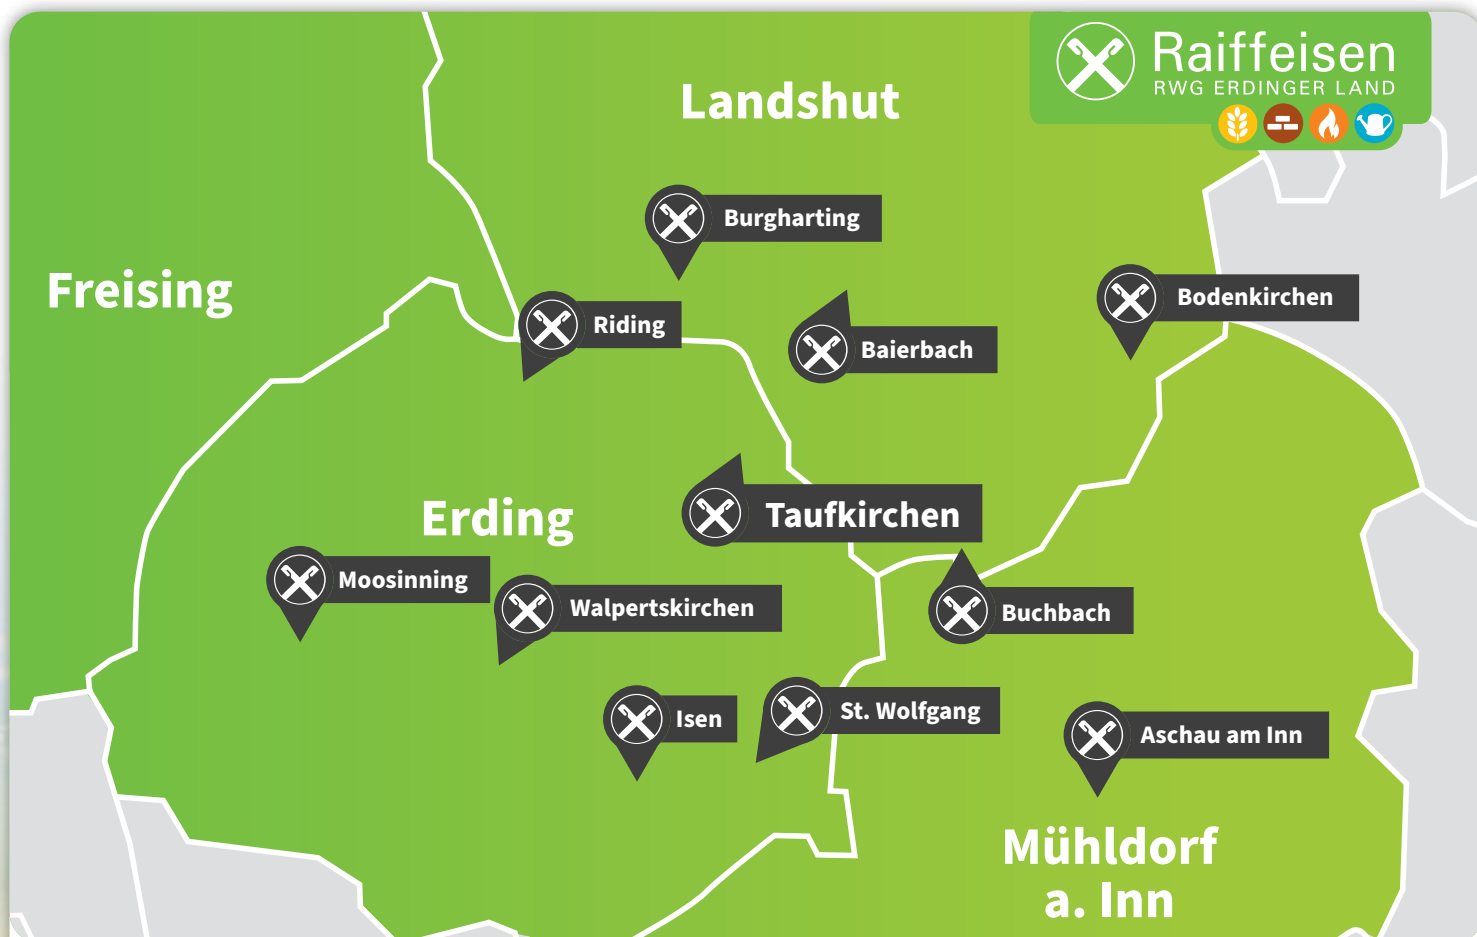 Raiffeisen
RWG ERDINGER LAND
Landshut
Burgharting
Freising
Bodenkirchen
Riding
Baierbach
Erding
Taufkirchen
Moosinning
Walpertskirchen
Buchbach
Isen
St. Wolfgang
Aschau am Inn
Mühldorf
a. Inn